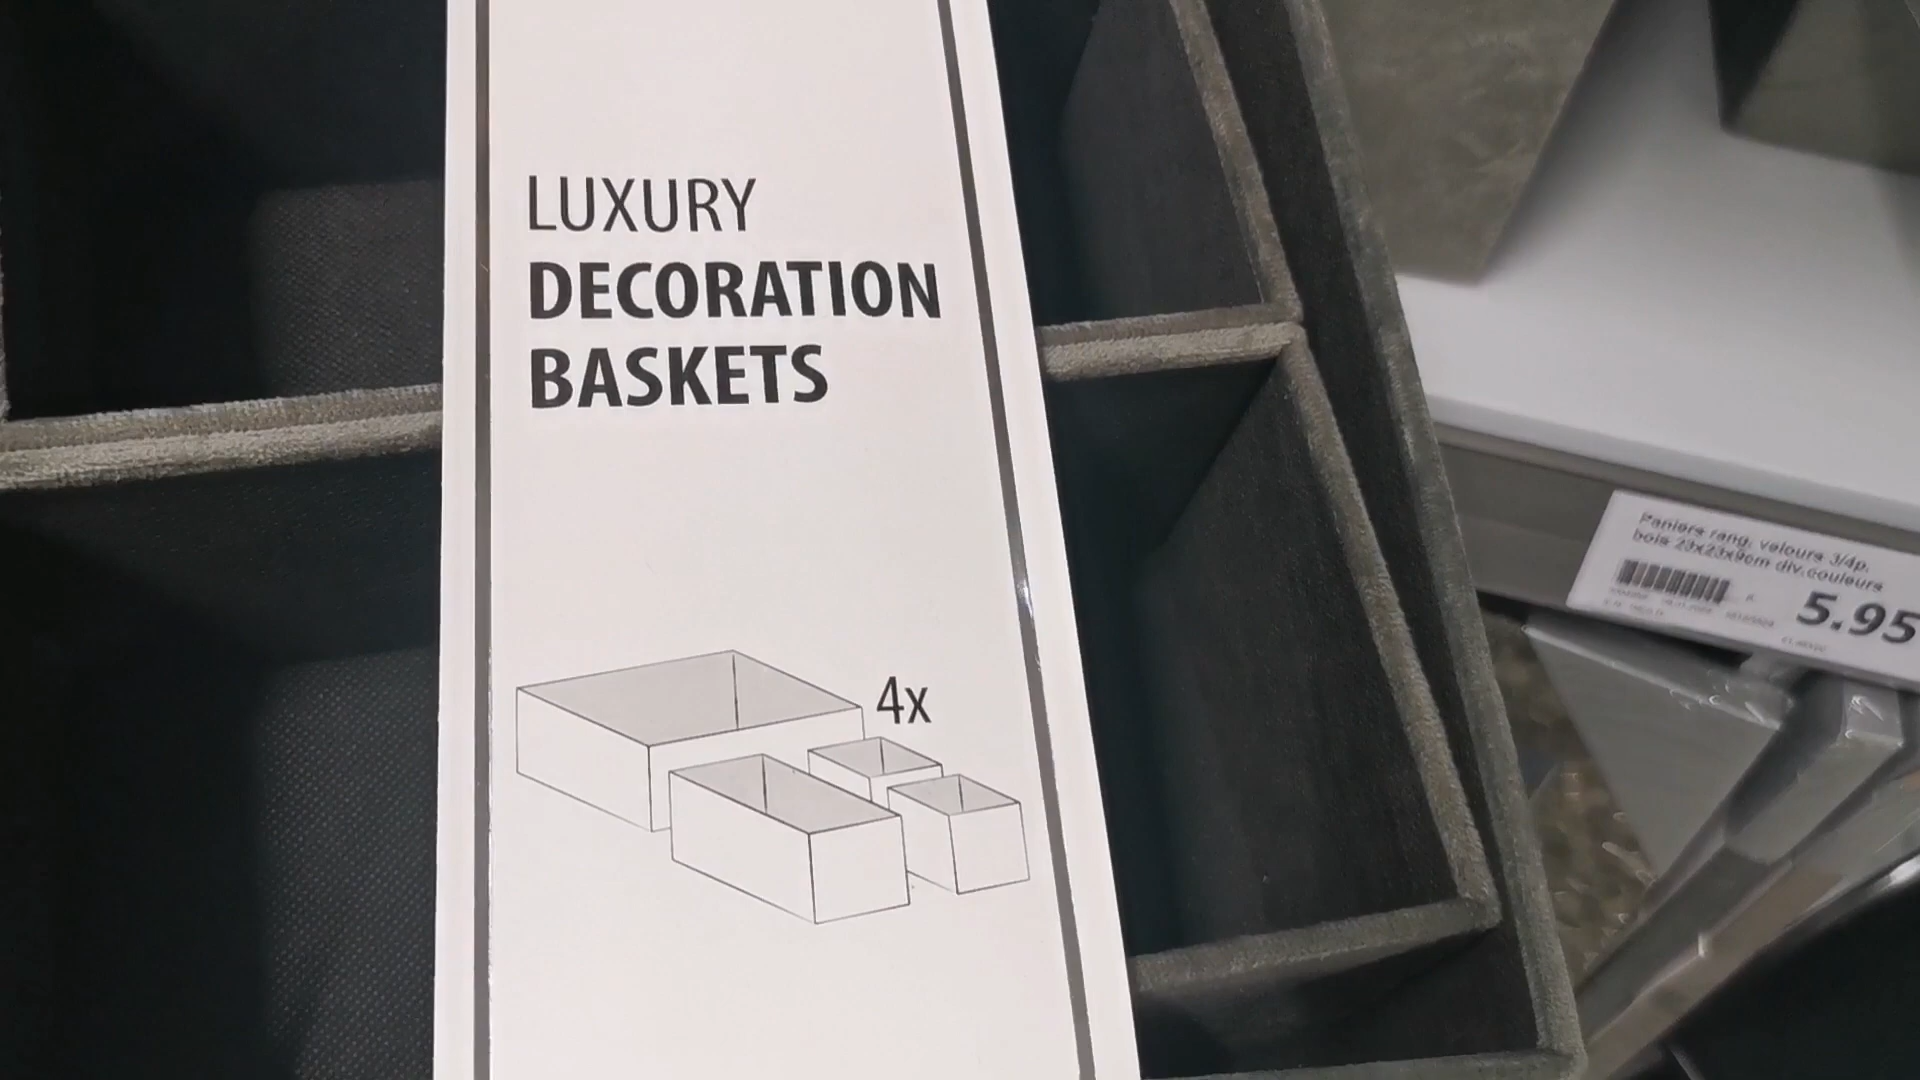 LUXURY
DECORATION
BASKETS
4x
Paniers rang. velours 3/4p.
bois 23x23x9cm div.couleurs
5.95